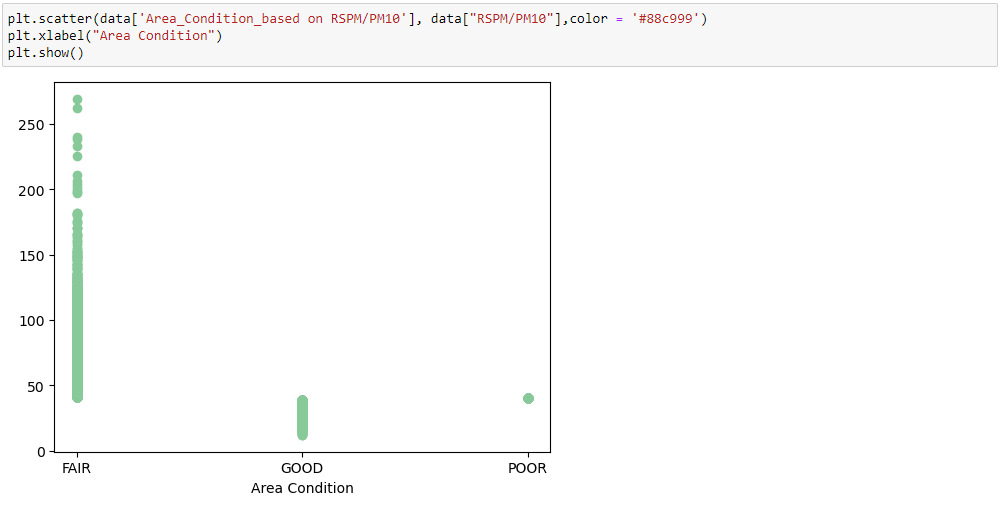 plt.scatter(data['Area_Condition_based on RSPM/PM10'], data["RSPM/PM10"],color = '#88c999')
plt.xlabel("Area Condition")
plt.show()
250
200
150
100
50
0
FAIR GOOD POOR
Area Condition